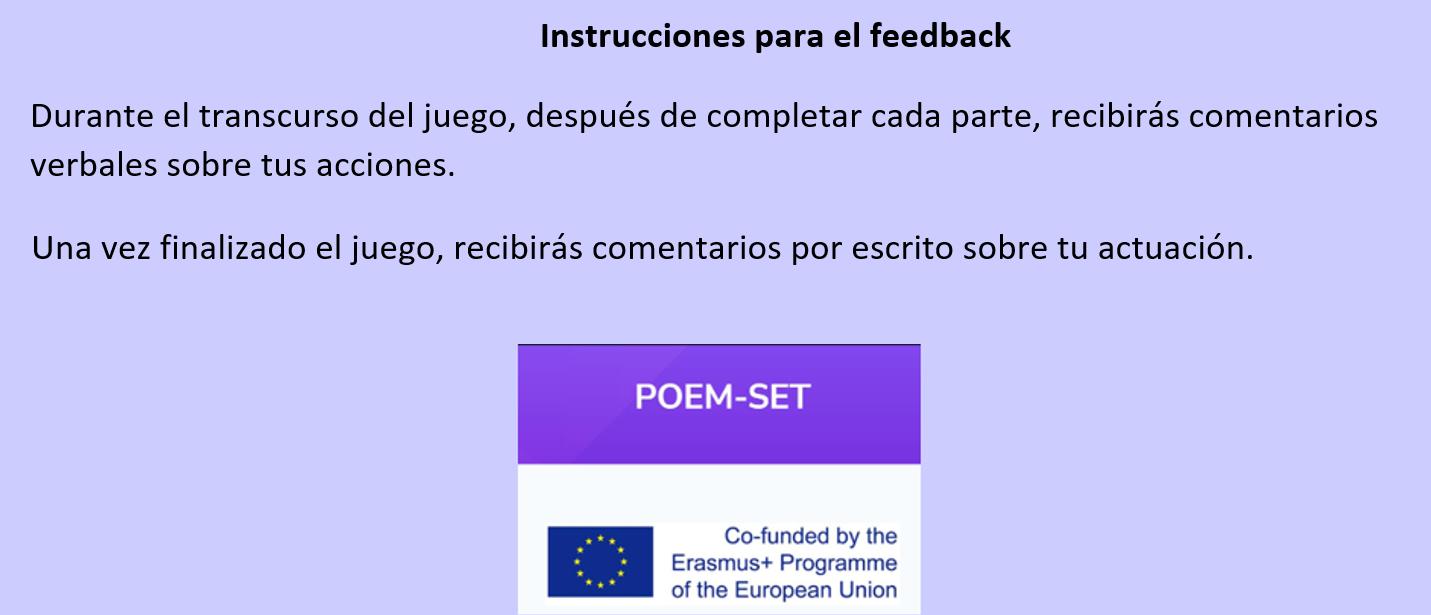 Instrucciones para el feedback
Durante el transcurso del juego, después de completar cada parte, recibirás comentarios
verbales sobre tus acciones.
Una vez finalizado el juego, recibirás comentarios por escrito sobre tu actuación.
POEM-SET
Co-funded by the
Erasmus+ Programme
of the European Union